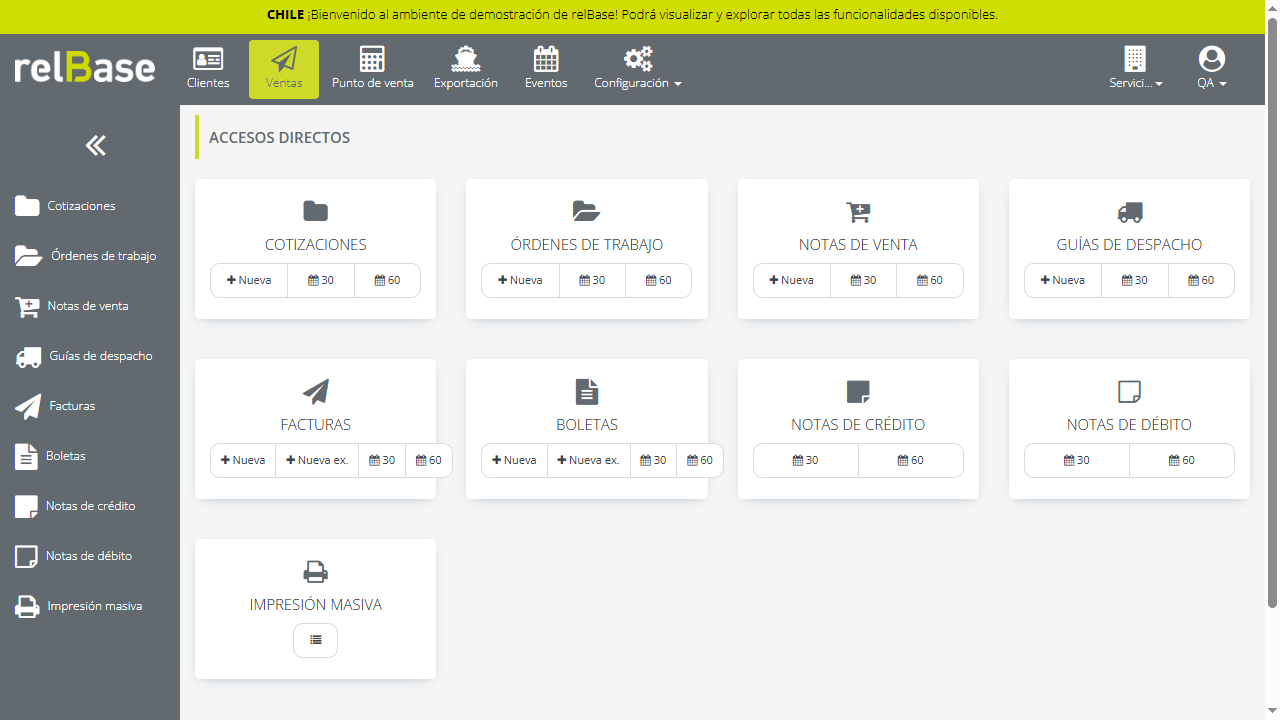 CHILE ¡Bienvenido al ambiente de demostración de relBase! Podrá visualizar y explorar todas las funcionalidades disponibles.
relBase
Clientes
Ventas
Punto de venta
Exportación
Eventos
Configuración
Servici...
QA
Cotizaciones
Órdenes de trabajo
Notas de venta
Guías de despacho
Facturas
Boletas
Notas de crédito
Notas de débito
Impresión masiva
ACCESOS DIRECTOS
COTIZACIONES
Nueva 30 60
ÓRDENES DE TRABAJO
Nueva 30 60
NOTAS DE VENTA
Nueva 30 60
GUÍAS DE DESPACHO
Nueva 30 60
FACTURAS
Nueva Nueva ex. 30 60
BOLETAS
Nueva Nueva ex. 30 60
NOTAS DE CRÉDITO
30 60
NOTAS DE DÉBITO
30 60
IMPRESIÓN MASIVA